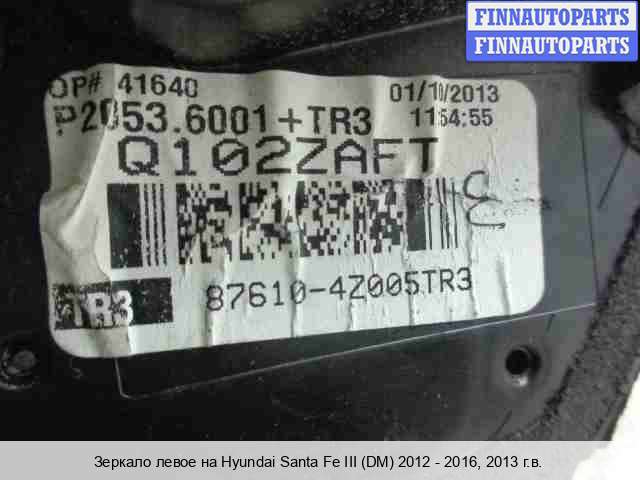 FINNAUTOPARTS
FINNAUTOPARTS
OP# 41640
01/10/2013
P2053.6001+TR3
11:54:55
Q102ZAFT
87610-4Z005TR3
TR3
Зеркало левое на Hyundai Santa Fe III (DM) 2012 - 2016, 2013 г.в.